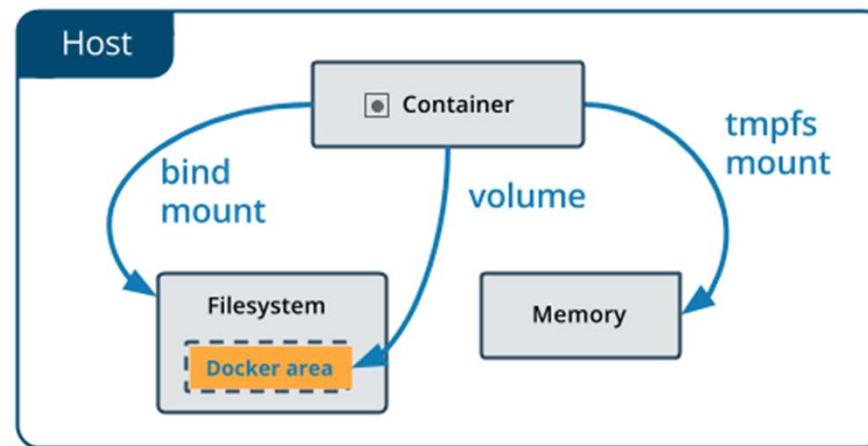 Host
Container
bind
mount
volume
tmpfs
mount
Filesystem
Docker area
Memory